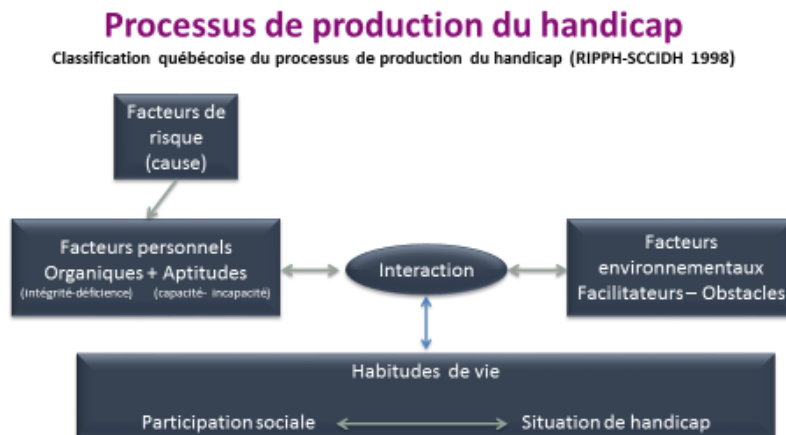 Processus de production du handicap
Classification québécoise du processus de production du handicap (RIPPH-SCCIDH 1998)
Facteurs de
risque
(cause)
Facteurs personnels
Organiques + Aptitudes
(intégrité-déficience) (capacité- incapacité)
Interaction
Facteurs
environnementaux
Facilitateurs – Obstacles
Habitudes de vie
Participation sociale Situation de handicap